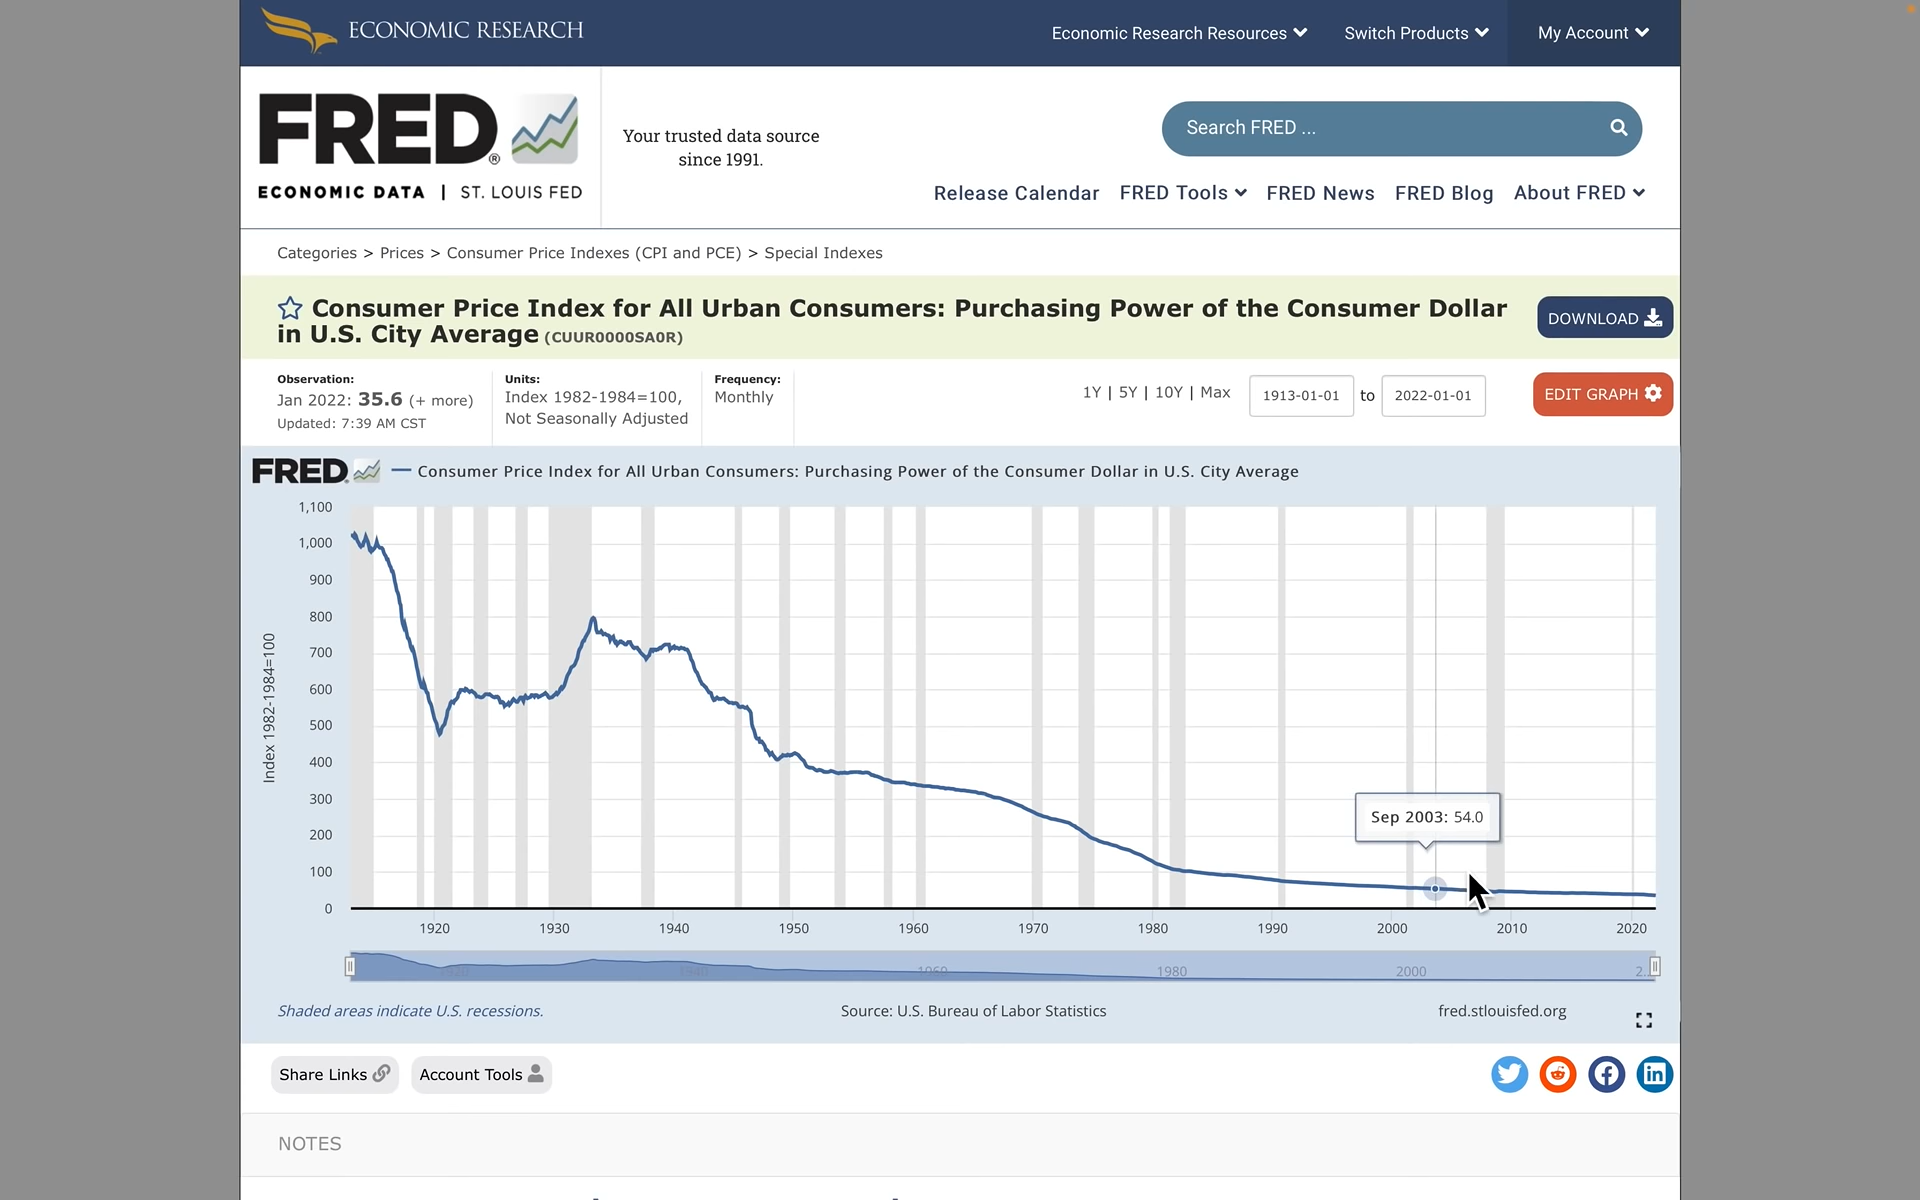 ECONOMIC RESEARCH
Economic Research Resources
Switch Products
My Account
FRED®
ECONOMIC DATA | ST. LOUIS FED
Your trusted data source
since 1991.
Search FRED ...
Release Calendar
FRED Tools
FRED News
FRED Blog
About FRED
Categories > Prices > Consumer Price Indexes (CPI and PCE) > Special Indexes
Consumer Price Index for All Urban Consumers: Purchasing Power of the Consumer Dollar
in U.S. City Average (CUUR0000SA0R)
DOWNLOAD
Observation:
Jan 2022: 35.6 (+ more)
Updated: 7:39 AM CST
Units:
Index 1982-1984=100,
Not Seasonally Adjusted
Frequency:
Monthly
1Y | 5Y | 10Y | Max
1913-01-01 to 2022-01-01
EDIT GRAPH
FRED
Consumer Price Index for All Urban Consumers: Purchasing Power of the Consumer Dollar in U.S. City Average
Index 1982-1984=100
1,100
1,000
900
800
700
600
500
400
300
200
100
0
Sep 2003: 54.0
1920 1930 1940 1950 1960 1970 1980 1990 2000 2010 2020
1920 1940 1960 1980 2000 2...
Shaded areas indicate U.S. recessions.
Source: U.S. Bureau of Labor Statistics
fred.stlouisfed.org
Share Links
Account Tools
NOTES